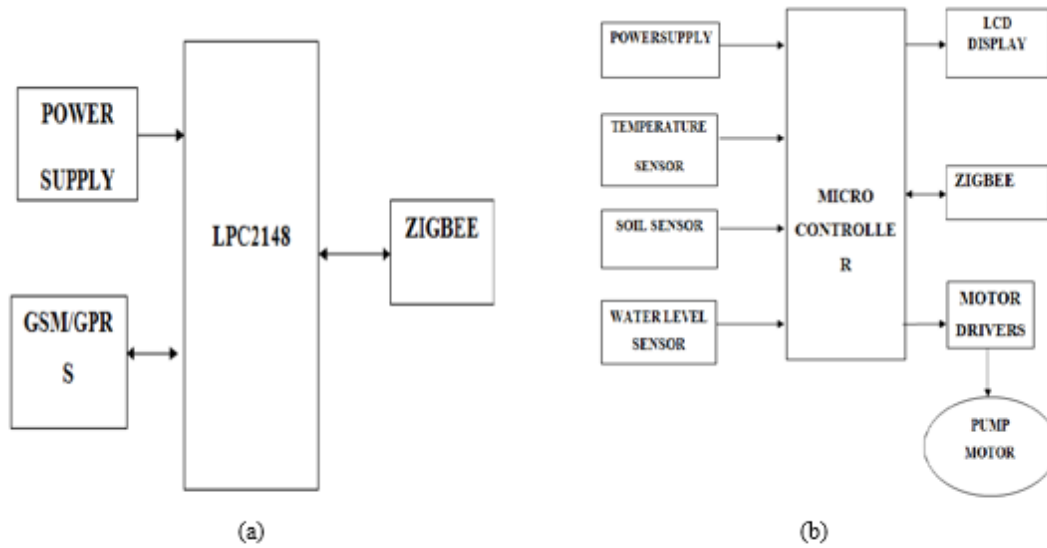 POWER
SUPPLY
GSM/GPR
S
LPC2148
ZIGBEE
(a)
POWERSUPPLY
TEMPERATURE
SENSOR
SOIL SENSOR
WATER LEVEL
SENSOR
MICRO
CONTROLLE
R
LCD
DISPLAY
ZIGBEE
MOTOR
DRIVERS
PUMP
MOTOR
(b)